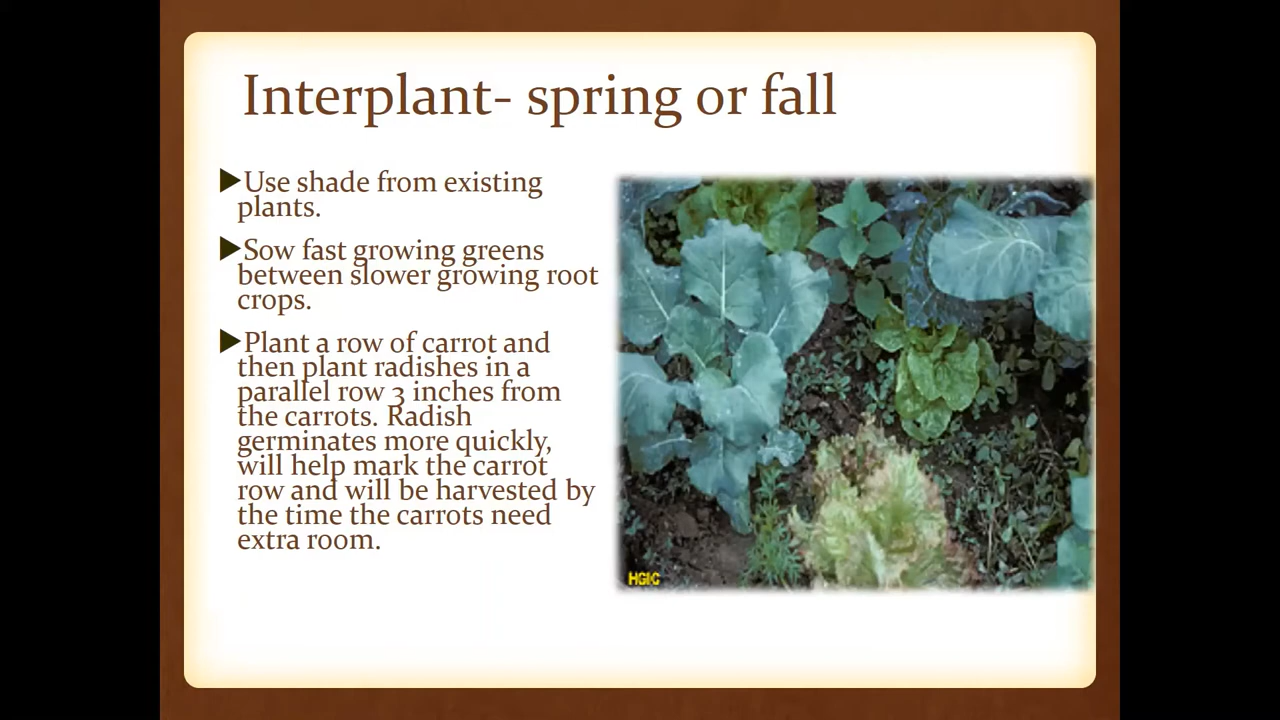 Interplant- spring or fall
Use shade from existing
plants.
Sow fast growing greens
between slower growing root
crops.
Plant a row of carrot and
then plant radishes in a
parallel row 3 inches from
the carrots. Radish
germinates more quickly,
will help mark the carrot
row and will be harvested by
the time the carrots need
extra room.
HGIC